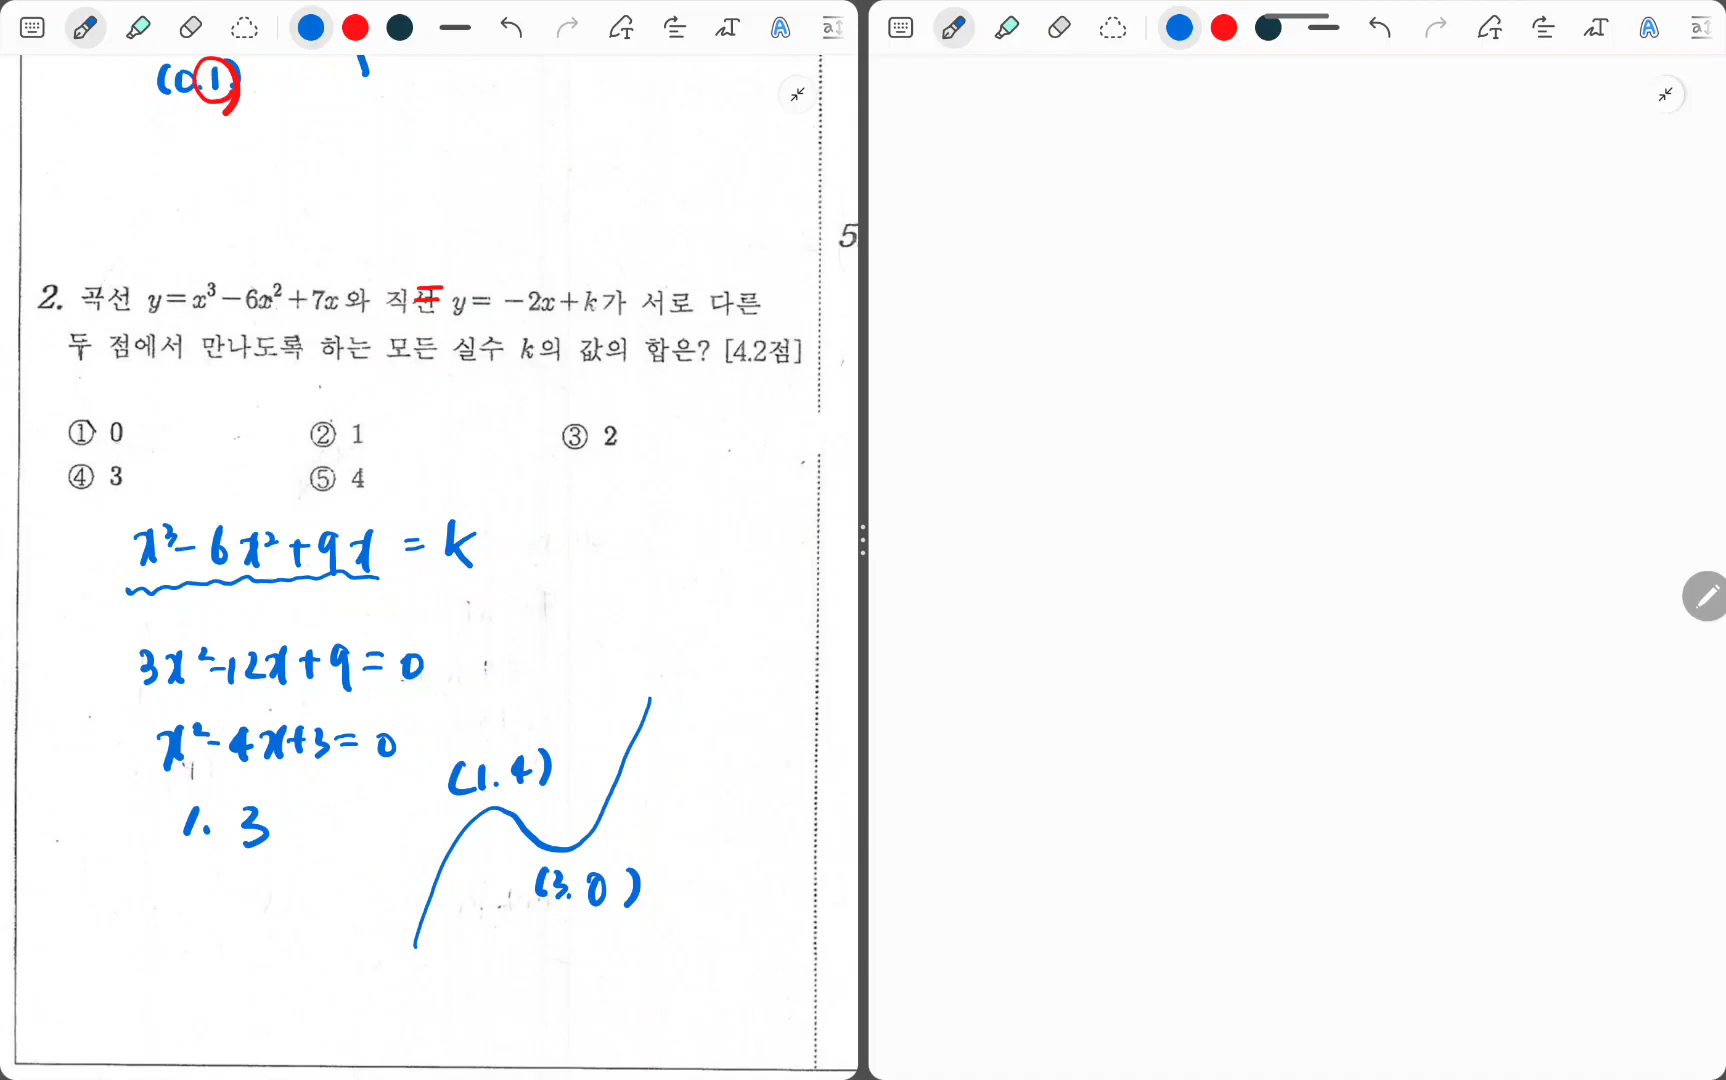 (0.1)
5
2. 곡선 y=x³-6x²+7x와 직선 y= -2x+k가 서로 다른
두 점에서 만나도록 하는 모든 실수 k의 값의 합은? [4.2점]
① 0 ② 1 ③ 2
④ 3 ⑤ 4
x³-6x²+9x = k
3x²-12x+9=0
x²-4x+3=0
(1.4)
1. 3
(3.0)